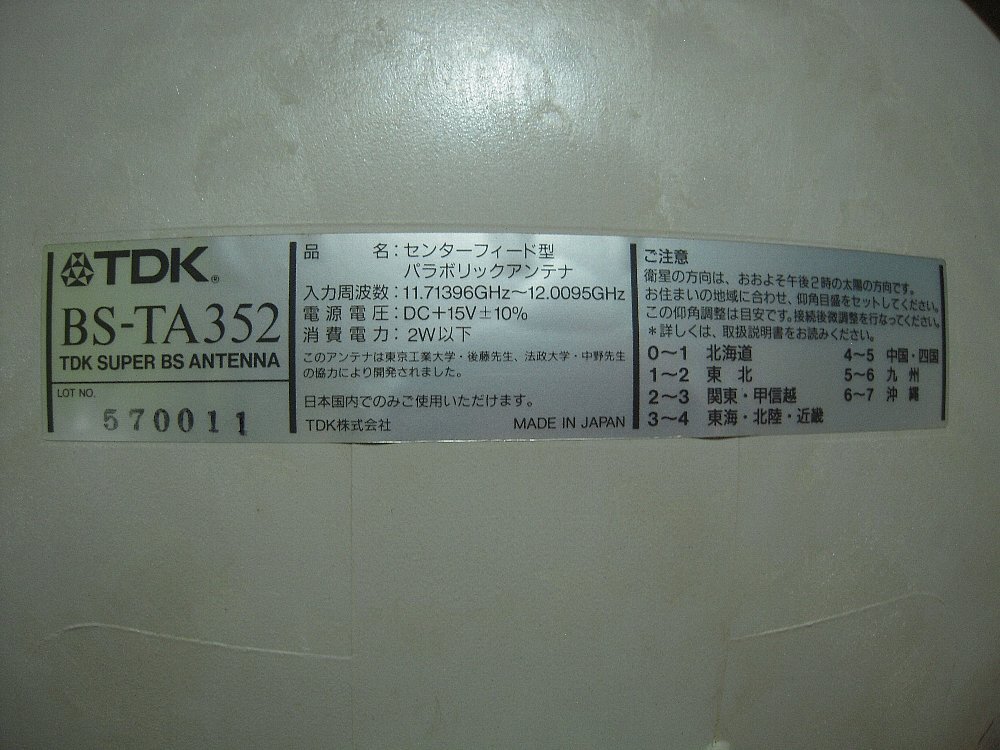 TDK®
BS-TA352
TDK SUPER BS ANTENNA
LOT NO.
570011
品 名：センターフィード型
パラボリックアンテナ
入力周波数：11.71396GHz～12.0095GHz
電源電圧：DC＋15V±10%
消費電力：2W以下
このアンテナは東京工業大学・後藤先生、法政大学・中野先生
の協力により開発されました。
日本国内でのみご使用いただけます。
TDK株式会社 MADE IN JAPAN
ご注意
衛星の方向は、おおよそ午後2時の太陽の方向です。
お住まいの地域に合わせ、仰角目盛をセットしてください。
この仰角調整は目安です。接続後微調整を行なってください。
＊詳しくは、取扱説明書をお読みください。
0～1 北海道 4～5 中国・四国
1～2 東 北 5～6 九 州
2～3 関東・甲信越 6～7 沖 縄
3～4 東海・北陸・近畿